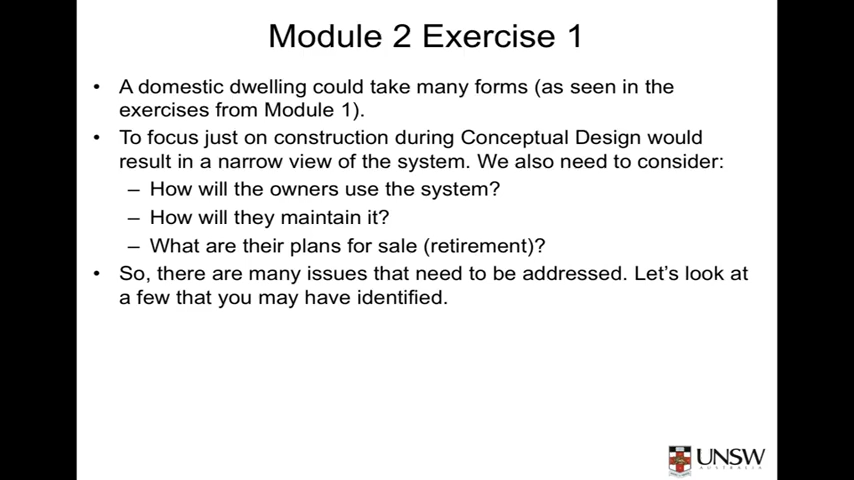 Module 2 Exercise 1
• A domestic dwelling could take many forms (as seen in the
exercises from Module 1).
• To focus just on construction during Conceptual Design would
result in a narrow view of the system. We also need to consider:
– How will the owners use the system?
– How will they maintain it?
– What are their plans for sale (retirement)?
• So, there are many issues that need to be addressed. Let's look at
a few that you may have identified.
UNSW
AUSTRALIA